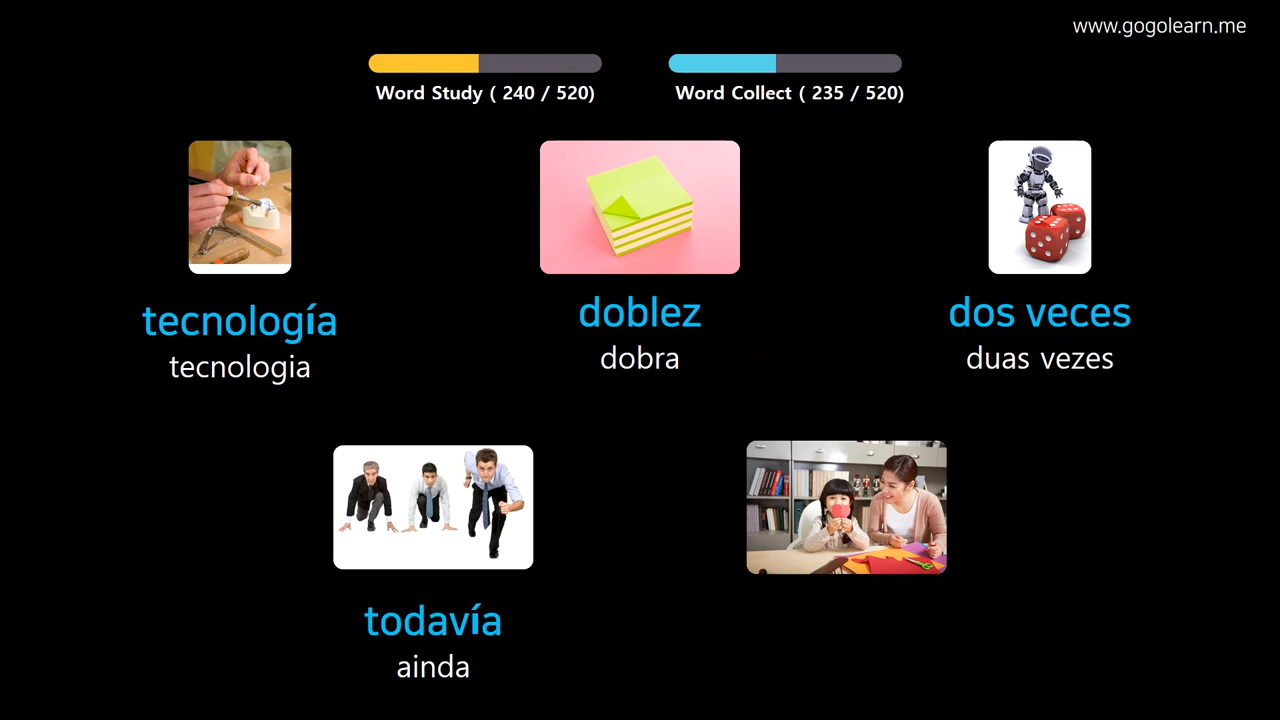 www.gogolearn.me
Word Study ( 240 / 520)
Word Collect ( 235 / 520)
tecnología
tecnologia
doblez
dobra
dos veces
duas vezes
todavía
ainda